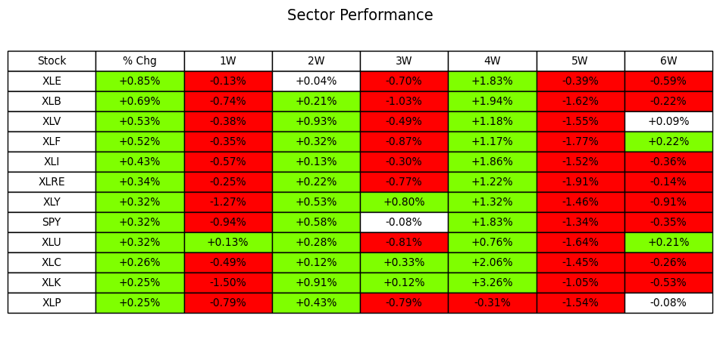 Sector Performance
Stock % Chg 1W 2W 3W 4W 5W 6W
XLE +0.85% -0.13% +0.04% -0.70% +1.83% -0.39% -0.59%
XLB +0.69% -0.74% +0.21% -1.03% +1.94% -1.62% -0.22%
XLV +0.53% -0.38% +0.93% -0.49% +1.18% -1.55% +0.09%
XLF +0.52% -0.35% +0.32% -0.87% +1.17% -1.77% +0.22%
XLI +0.43% -0.57% +0.13% -0.30% +1.86% -1.52% -0.36%
XLRE +0.34% -0.25% +0.22% -0.77% +1.22% -1.91% -0.14%
XLY +0.32% -1.27% +0.53% +0.80% +1.32% -1.46% -0.91%
SPY +0.32% -0.94% +0.58% -0.08% +1.83% -1.34% -0.35%
XLU +0.32% +0.13% +0.28% -0.81% +0.76% -1.64% +0.21%
XLC +0.26% -0.49% +0.12% +0.33% +2.06% -1.45% -0.26%
XLK +0.25% -1.50% +0.91% +0.12% +3.26% -1.05% -0.53%
XLP +0.25% -0.79% +0.43% -0.79% -0.31% -1.54% -0.08%